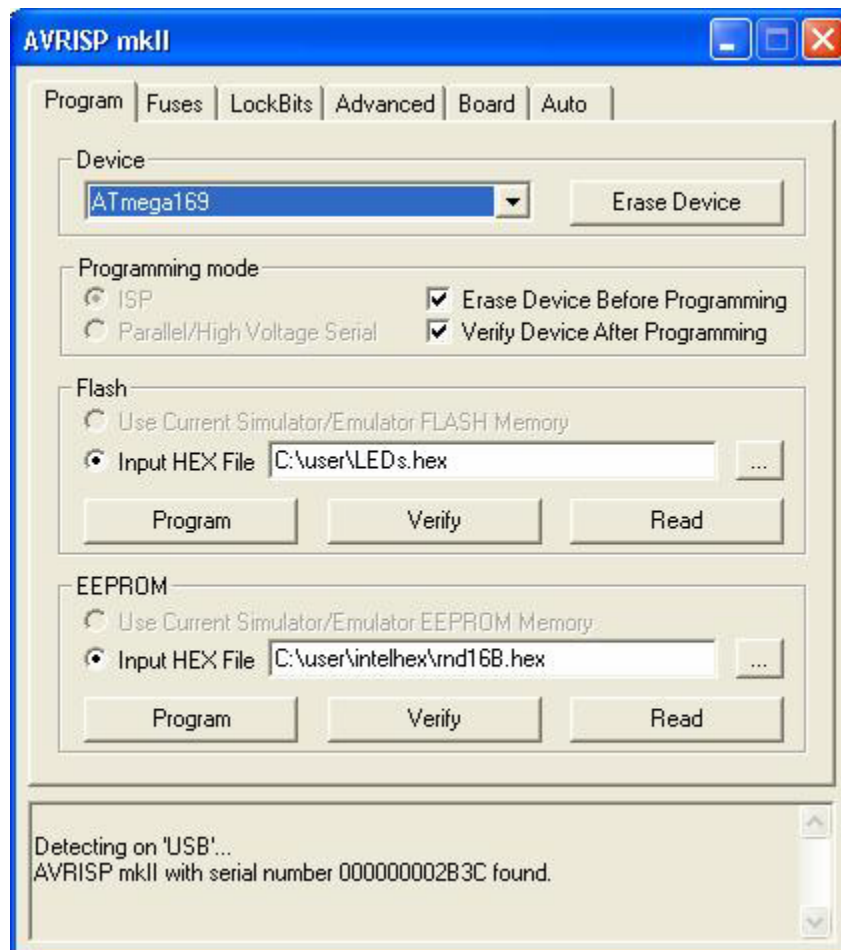 AVRISP mkII
Program Fuses LockBits Advanced Board Auto
Device
ATmega169 Erase Device
Programming mode
ISP Erase Device Before Programming
Parallel/High Voltage Serial Verify Device After Programming
Flash
Use Current Simulator/Emulator FLASH Memory
Input HEX File C:\user\LEDs.hex ...
Program Verify Read
EEPROM
Use Current Simulator/Emulator EEPROM Memory
Input HEX File C:\user\intelhex\rnd16B.hex ...
Program Verify Read
Detecting on 'USB'...
AVRISP mkII with serial number 000000002B3C found.